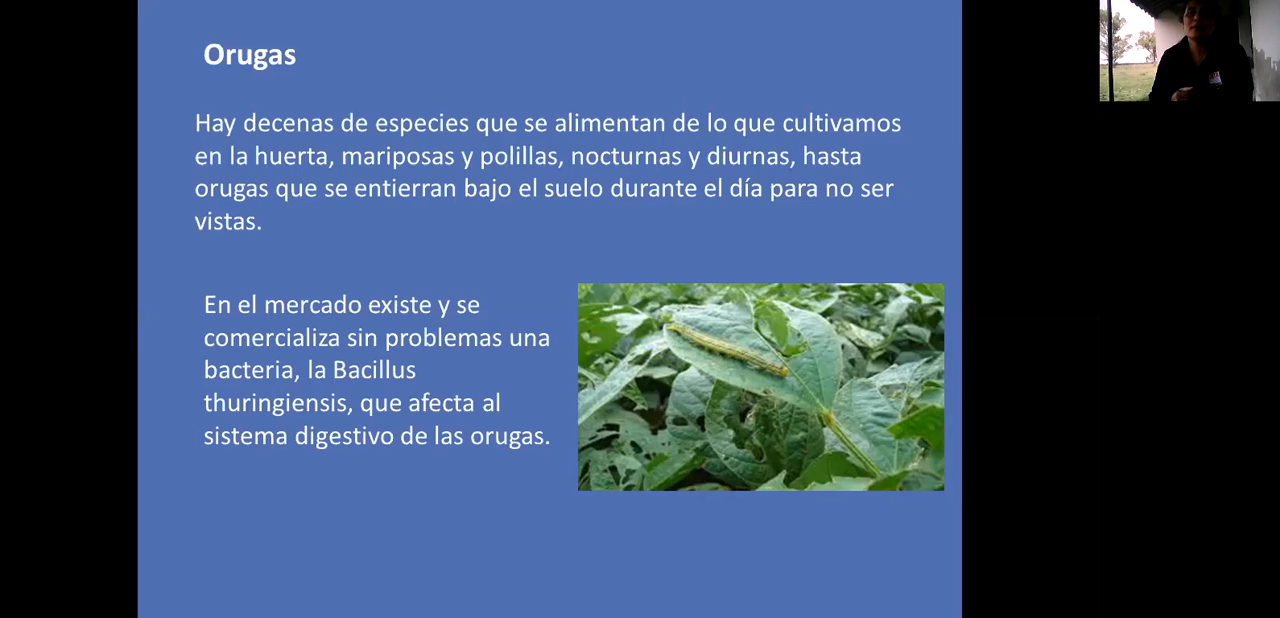 Orugas
Hay decenas de especies que se alimentan de lo que cultivamos
en la huerta, mariposas y polillas, nocturnas y diurnas, hasta
orugas que se entierran bajo el suelo durante el día para no ser
vistas.
En el mercado existe y se
comercializa sin problemas una
bacteria, la Bacillus
thuringiensis, que afecta al
sistema digestivo de las orugas.